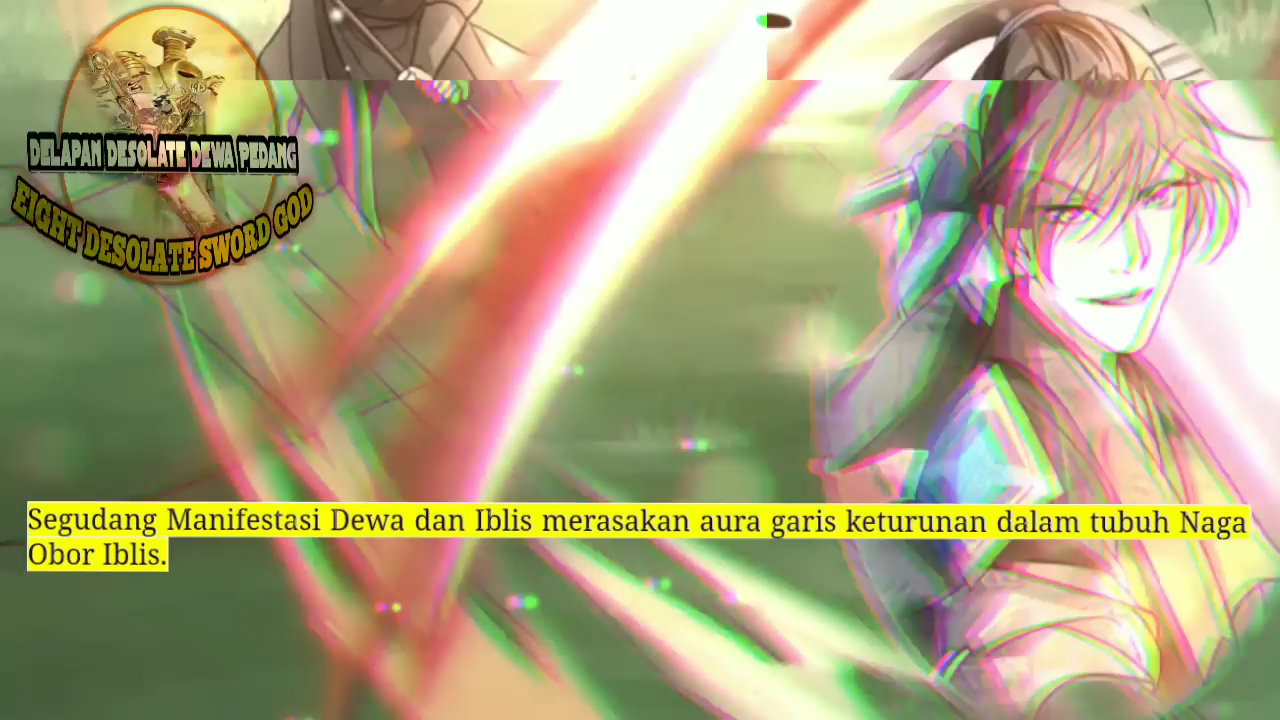 DELAPAN DESOLATE DEWA PEDANG
EIGHT DESOLATE SWORD GOD
Segudang Manifestasi Dewa dan Iblis merasakan aura garis keturunan dalam tubuh Naga
Obor Iblis.